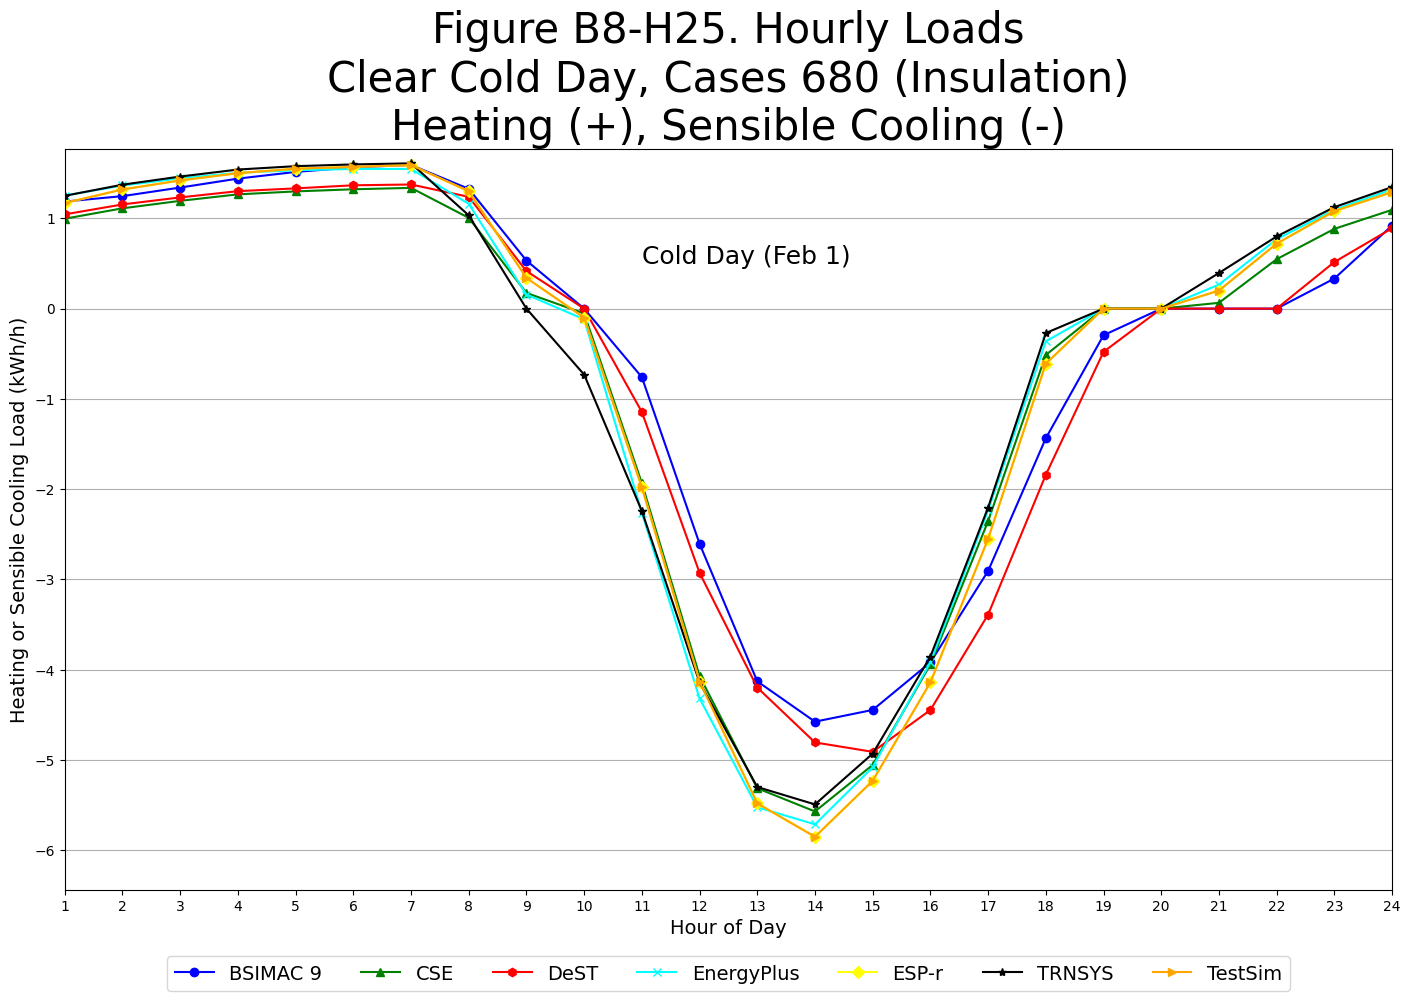 Figure B8-H25. Hourly Loads
Clear Cold Day, Cases 680 (Insulation)
Heating (+), Sensible Cooling (-)
Heating or Sensible Cooling Load (kWh/h)
1
0
−1
−2
−3
−4
−5
−6
Cold Day (Feb 1)
1 2 3 4 5 6 7 8 9 10 11 12 13 14 15 16 17 18 19 20 21 22 23 24
Hour of Day
BSIMAC 9 CSE DeST EnergyPlus ESP-r TRNSYS TestSim